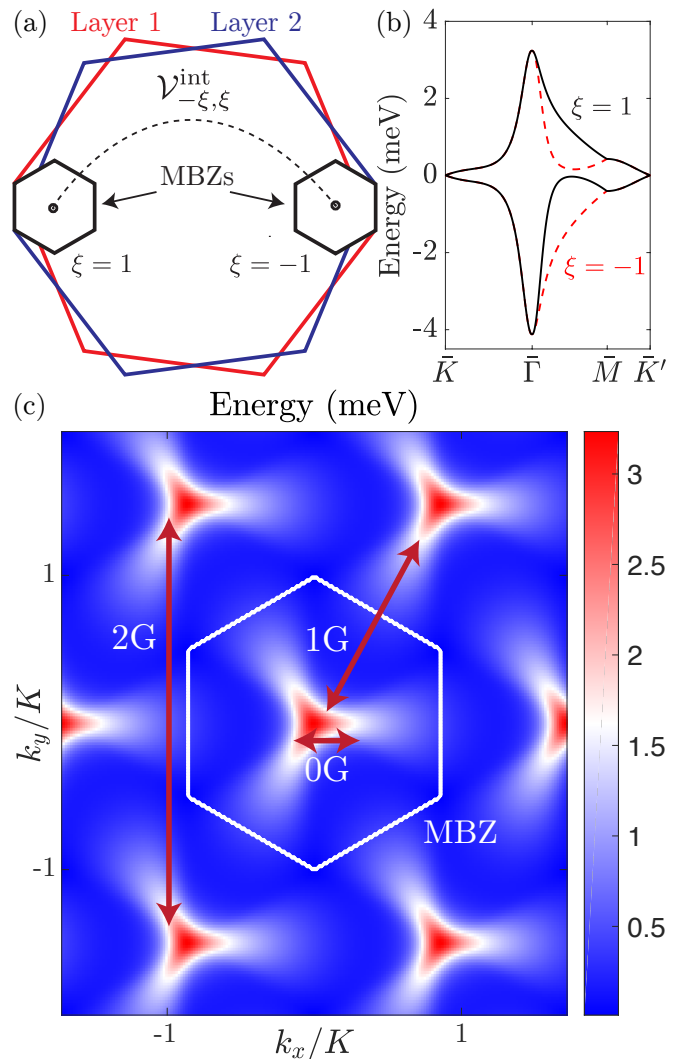 (a)
Layer 1
Layer 2
𝒱^{int}_{-ξ,ξ}
MBZs
ξ = 1
ξ = -1
(b)
Energy (meV)
4
2
0
-2
-4
ξ = 1
ξ = -1
K̄
Γ̄
M̄
K̄′
(c)
Energy (meV)
k_y/K
1
-1
2G
1G
0G
MBZ
-1
1
k_x/K
3
2.5
2
1.5
1
0.5